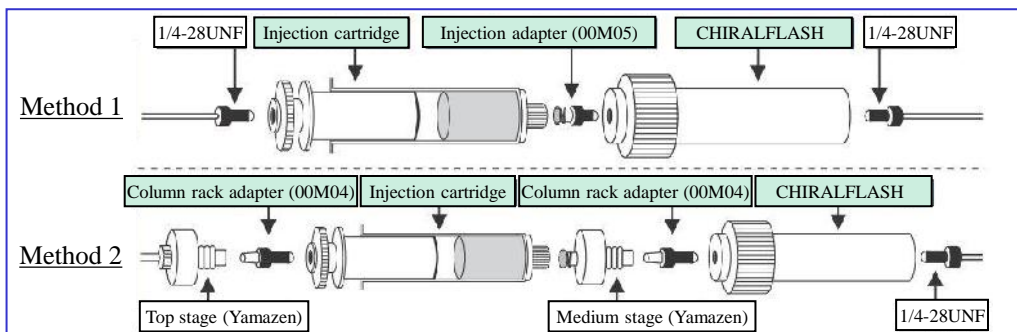 1/4-28UNF
Injection cartridge
Injection adapter (00M05)
CHIRALFLASH
1/4-28UNF
Method 1
Column rack adapter (00M04)
Injection cartridge
Column rack adapter (00M04)
CHIRALFLASH
Method 2
Top stage (Yamazen)
Medium stage (Yamazen)
1/4-28UNF